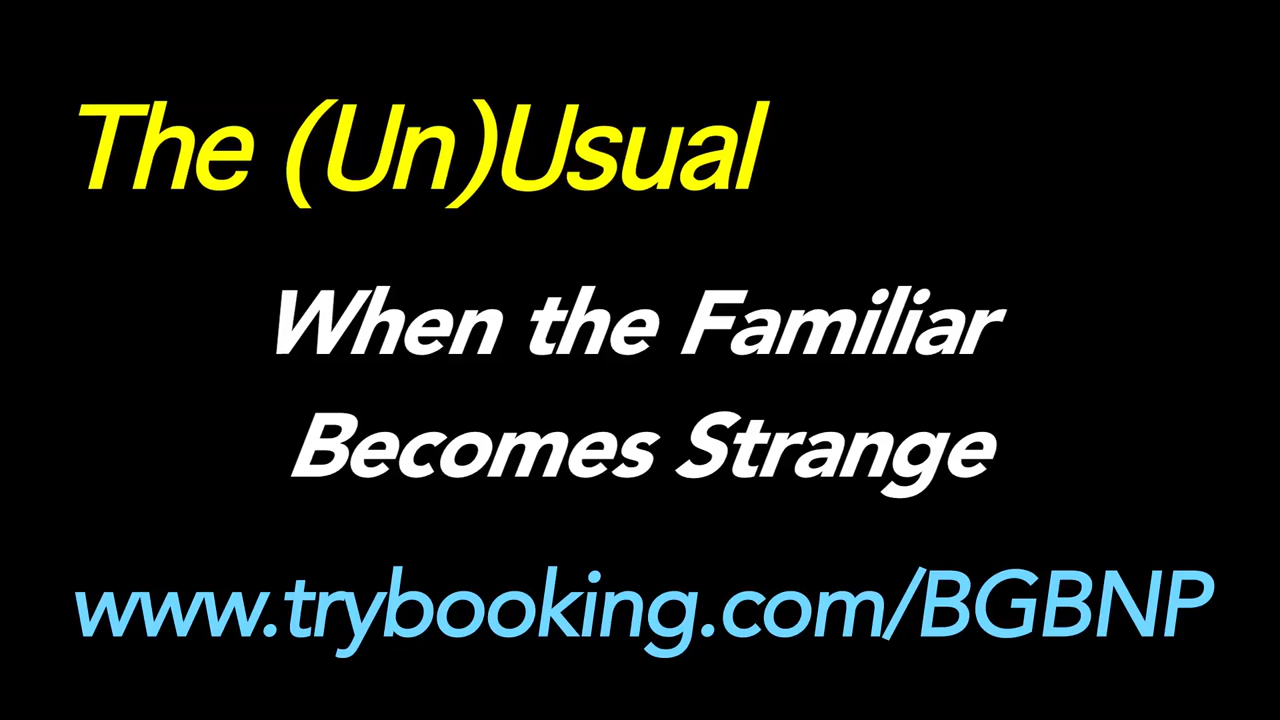 The (Un)Usual
When the Familiar
Becomes Strange
www.trybooking.com/BGBNP